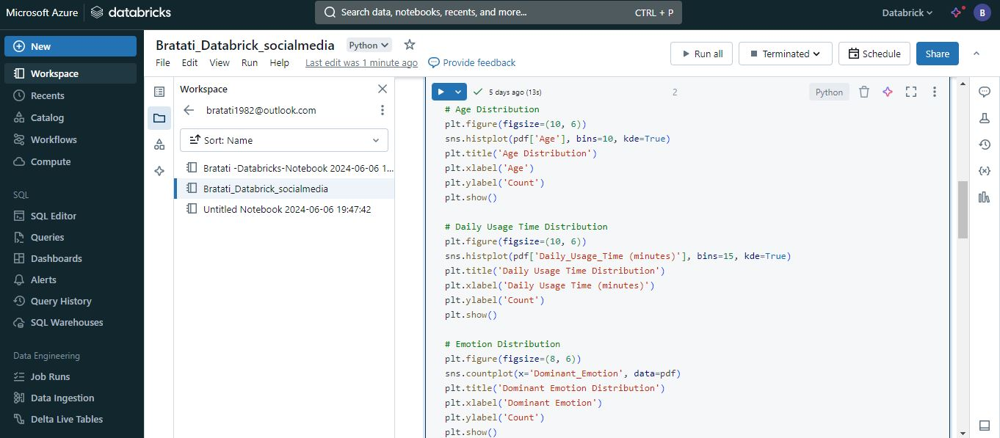 Microsoft Azure databricks Search data, notebooks, recents, and more... CTRL + P Databrick B
New
Workspace
Recents
Catalog
Workflows
Compute
SQL
SQL Editor
Queries
Dashboards
Alerts
Query History
SQL Warehouses
Data Engineering
Job Runs
Data Ingestion
Delta Live Tables
Bratati_Databrick_socialmedia Python
File Edit View Run Help Last edit was 1 minute ago Provide feedback
Run all Terminated Schedule Share
Workspace
bratati1982@outlook.com
Sort: Name
Bratati -Databricks-Notebook 2024-06-06 1...
Bratati_Databrick_socialmedia
Untitled Notebook 2024-06-06 19:47:42
5 days ago (13s) 2 Python
# Age Distribution
plt.figure(figsize=(10, 6))
sns.histplot(pdf['Age'], bins=10, kde=True)
plt.title('Age Distribution')
plt.xlabel('Age')
plt.ylabel('Count')
plt.show()
# Daily Usage Time Distribution
plt.figure(figsize=(10, 6))
sns.histplot(pdf['Daily_Usage_Time (minutes)'], bins=15, kde=True)
plt.title('Daily Usage Time Distribution')
plt.xlabel('Daily Usage Time (minutes)')
plt.ylabel('Count')
plt.show()
# Emotion Distribution
plt.figure(figsize=(8, 6))
sns.countplot(x='Dominant_Emotion', data=pdf)
plt.title('Dominant Emotion Distribution')
plt.xlabel('Dominant Emotion')
plt.ylabel('Count')
plt.show()